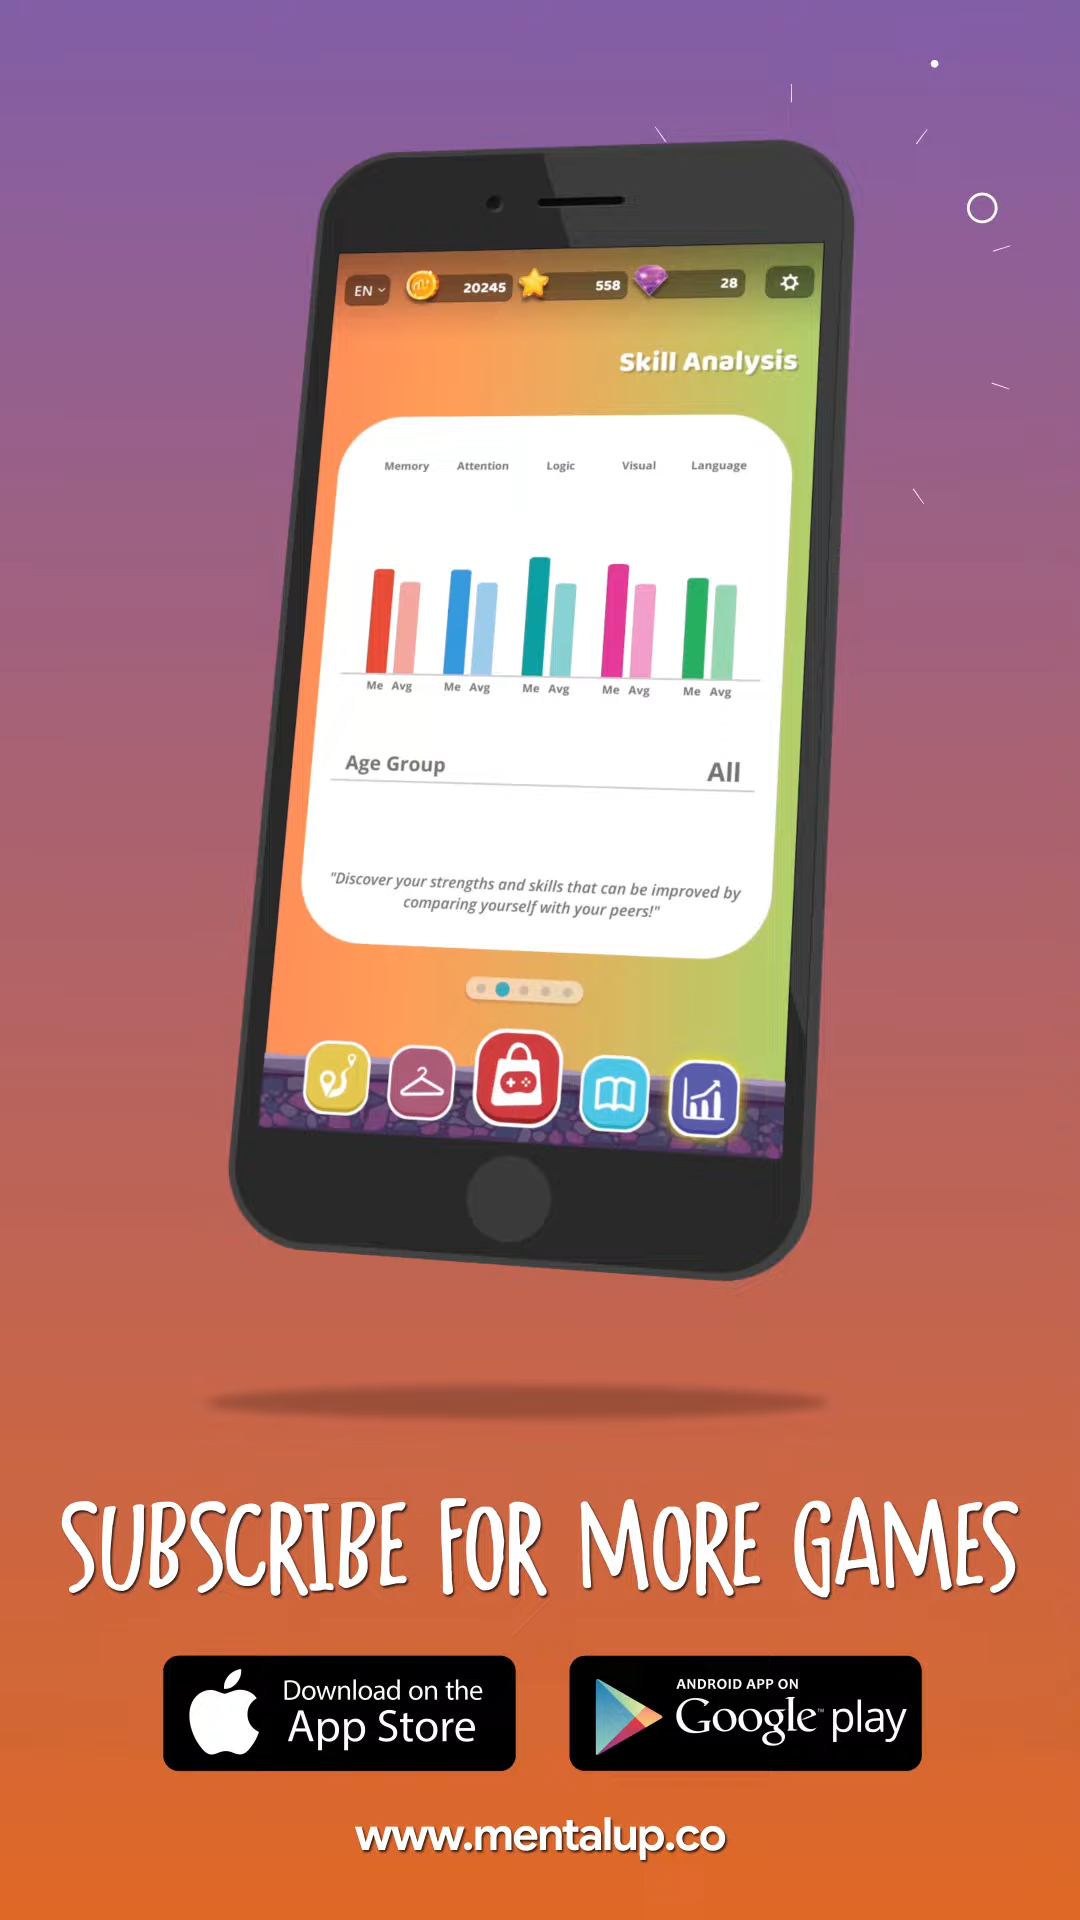 EN
20245
558
28
Skill Analysis
Memory Attention Logic Visual Language
Me Avg Me Avg Me Avg Me Avg Me Avg
Age Group All
"Discover your strengths and skills that can be improved by
comparing yourself with your peers!"
SUBSCRIBE FOR MORE GAMES
Download on the
App Store
ANDROID APP ON
Google™ play
www.mentalup.co